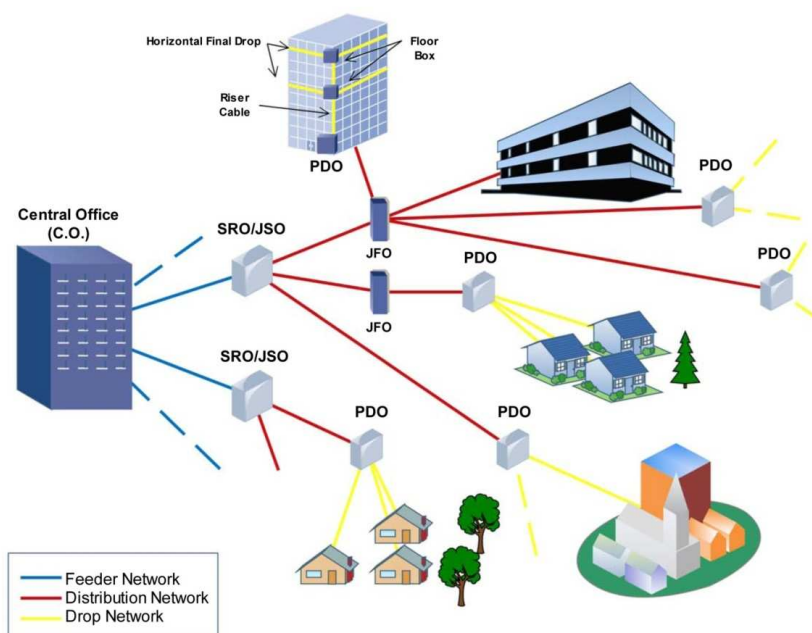 Horizontal Final Drop
Floor
Box
Riser
Cable
PDO
PDO
Central Office
(C.O.)
SRO/JSO
JFO
PDO
PDO
JFO
SRO/JSO
PDO
PDO
Feeder Network
Distribution Network
Drop Network